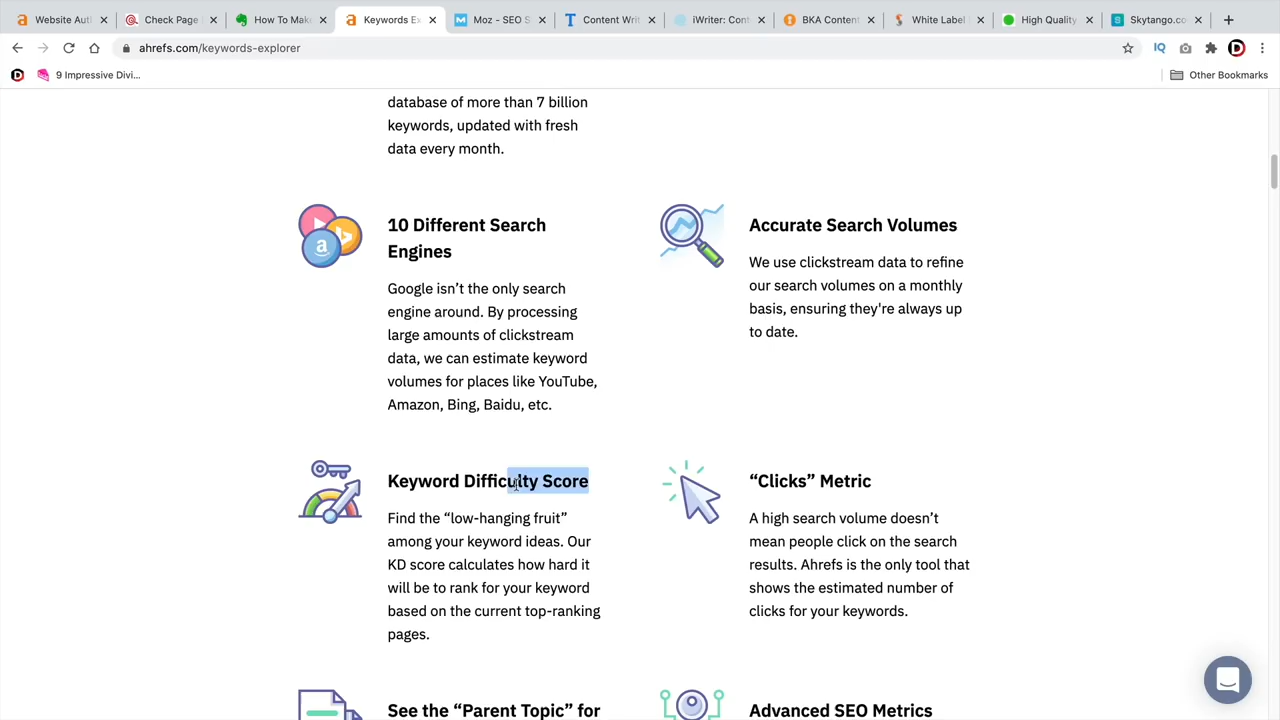 Website Aut
Check Page
How To Make
Keywords Ex
Moz - SEO S
Content Writ
iWriter: Cont
BKA Content
White Label
High Quality
Skytango.co
ahrefs.com/keywords-explorer
9 Impressive Divi...
Other Bookmarks
database of more than 7 billion
keywords, updated with fresh
data every month.
10 Different Search
Engines
Google isn’t the only search
engine around. By processing
large amounts of clickstream
data, we can estimate keyword
volumes for places like YouTube,
Amazon, Bing, Baidu, etc.
Accurate Search Volumes
We use clickstream data to refine
our search volumes on a monthly
basis, ensuring they're always up
to date.
Keyword Difficulty Score
Find the “low-hanging fruit”
among your keyword ideas. Our
KD score calculates how hard it
will be to rank for your keyword
based on the current top-ranking
pages.
“Clicks” Metric
A high search volume doesn’t
mean people click on the search
results. Ahrefs is the only tool that
shows the estimated number of
clicks for your keywords.
See the “Parent Topic” for
Advanced SEO Metrics